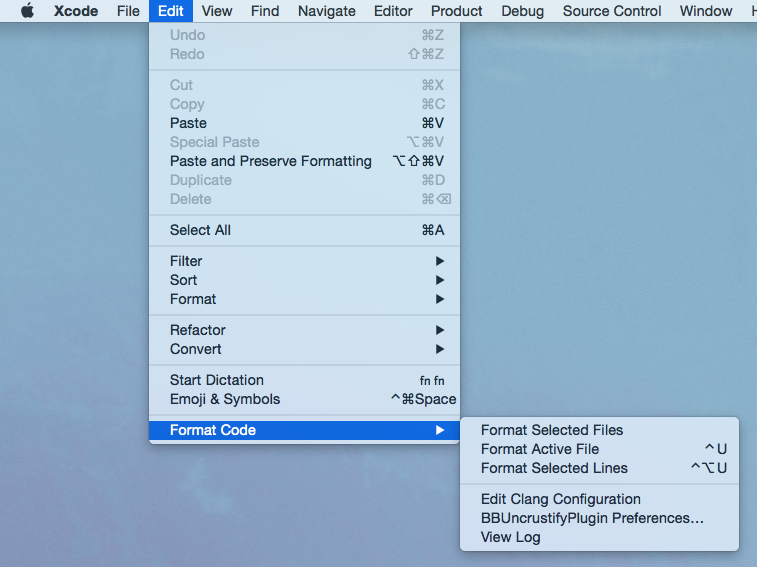 Xcode File Edit View Find Navigate Editor Product Debug Source Control Window
Undo ⌘Z
Redo ⇧⌘Z
Cut ⌘X
Copy ⌘C
Paste ⌘V
Special Paste ⌥⌘V
Paste and Preserve Formatting ⌥⇧⌘V
Duplicate ⌘D
Delete ⌘⌫
Select All ⌘A
Filter ▶
Sort ▶
Format ▶
Refactor ▶
Convert ▶
Start Dictation fn fn
Emoji & Symbols ^⌘Space
Format Code ▶
Format Selected Files
Format Active File ^U
Format Selected Lines ^⌥U
Edit Clang Configuration
BBUncrustifyPlugin Preferences...
View Log